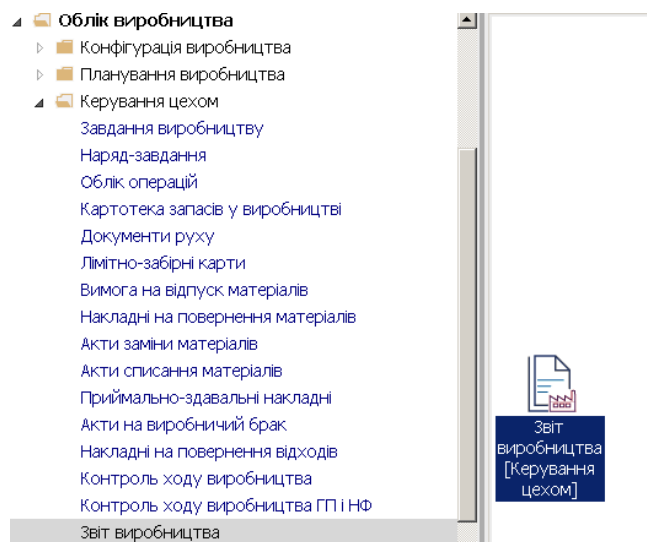 Облік виробництва
Конфігурація виробництва
Планування виробництва
Керування цехом
Завдання виробництву
Наряд-завдання
Облік операцій
Картотека запасів у виробництві
Документи руху
Лімітно-забірні карти
Вимога на відпуск матеріалів
Накладні на повернення матеріалів
Акти заміни матеріалів
Акти списання матеріалів
Приймально-здавальні накладні
Акти на виробничий брак
Накладні на повернення відходів
Контроль ходу виробництва
Контроль ходу виробництва ГП і НФ
Звіт виробництва
Звіт
виробництва
[Керування
цехом]